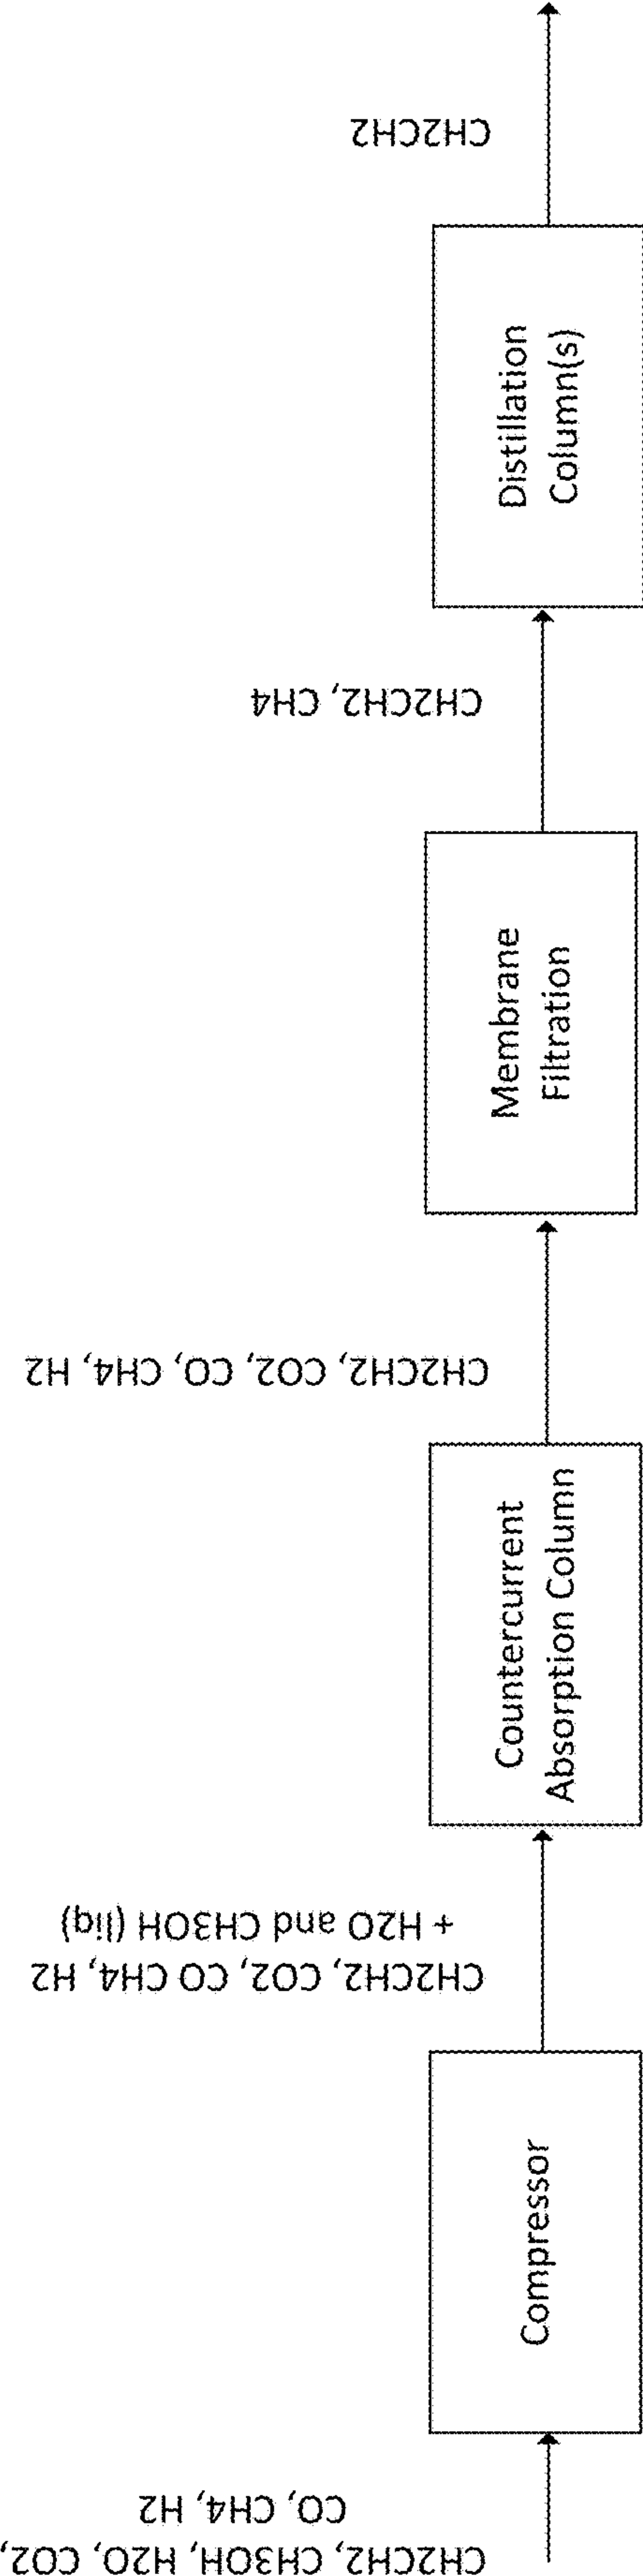 CH2CH2, CH3OH, H2O, CO2,
CO, CH4, H2
Compressor
CH2CH2, CO2, CO CH4, H2
+ H2O and CH3OH (liq)
Countercurrent
Absorption Column
CH2CH2, CO2, CO, CH4, H2
Membrane
Filtration
CH2CH2, CH4
Distillation
Column(s)
CH2CH2